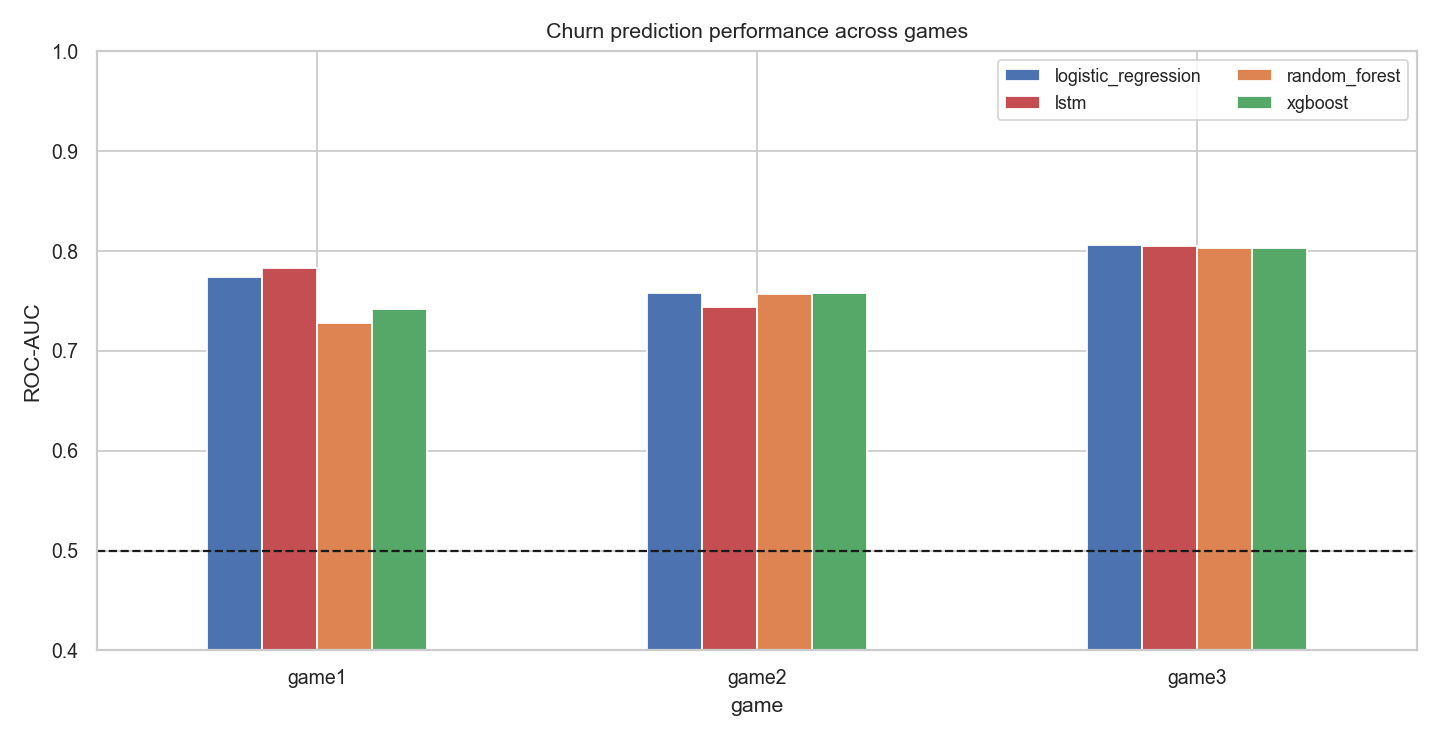 Churn prediction performance across games
logistic_regression
lstm
random_forest
xgboost
ROC-AUC
1.0
0.9
0.8
0.7
0.6
0.5
0.4
game1
game2
game3
game